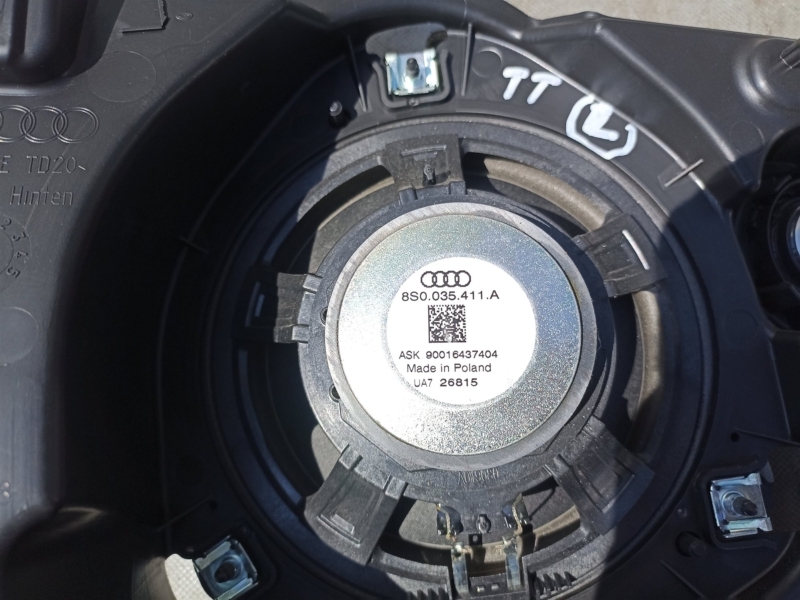 TT L
E TD20
Hinten
8S0.035.411.A
ASK 90016437404
Made in Poland
UA7 26815